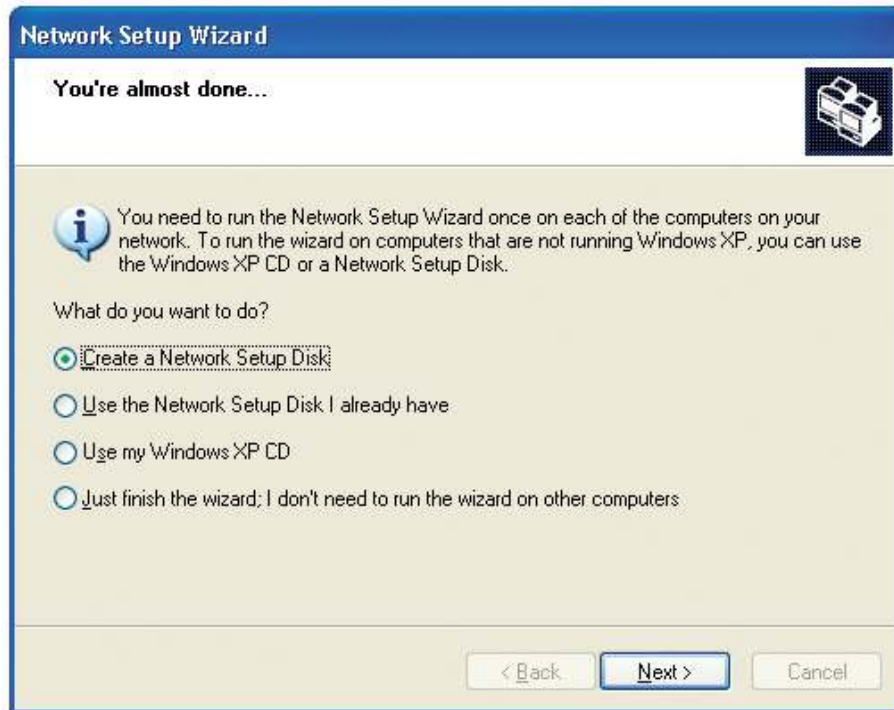 Network Setup Wizard
You're almost done...
You need to run the Network Setup Wizard once on each of the computers on your
network. To run the wizard on computers that are not running Windows XP, you can use
the Windows XP CD or a Network Setup Disk.
What do you want to do?
Create a Network Setup Disk
Use the Network Setup Disk I already have
Use my Windows XP CD
Just finish the wizard; I don't need to run the wizard on other computers
< Back Next > Cancel